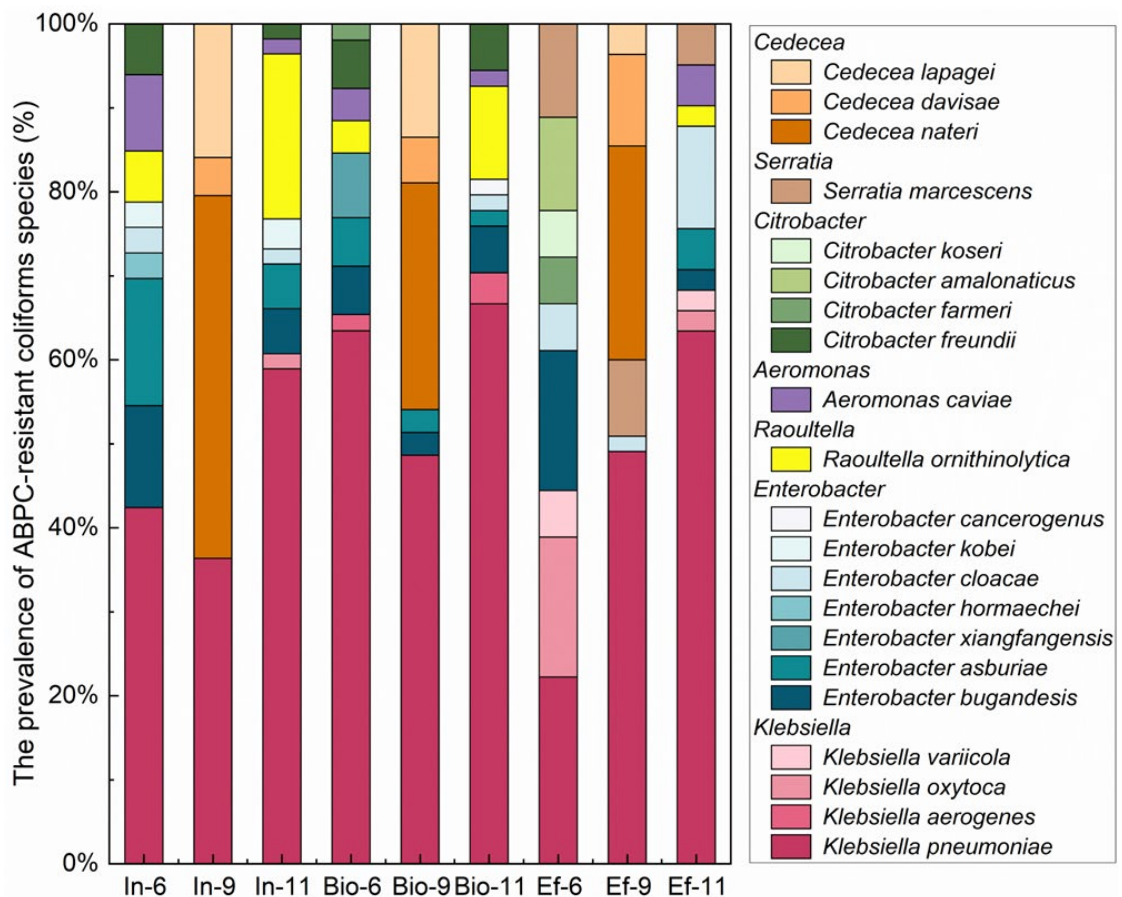 The prevalence of ABPC-resistant coliforms species (%)
100%
80%
60%
40%
20%
0%
In-6 In-9 In-11 Bio-6 Bio-9 Bio-11 Ef-6 Ef-9 Ef-11
Cedecea
Cedecea lapagei
Cedecea davisae
Cedecea nateri
Serratia
Serratia marcescens
Citrobacter
Citrobacter koseri
Citrobacter amalonaticus
Citrobacter farmeri
Citrobacter freundii
Aeromonas
Aeromonas caviae
Raoultella
Raoultella ornithinolytica
Enterobacter
Enterobacter cancerogenus
Enterobacter kobei
Enterobacter cloacae
Enterobacter hormaechei
Enterobacter xiangfangensis
Enterobacter asburiae
Enterobacter bugandesis
Klebsiella
Klebsiella variicola
Klebsiella oxytoca
Klebsiella aerogenes
Klebsiella pneumoniae